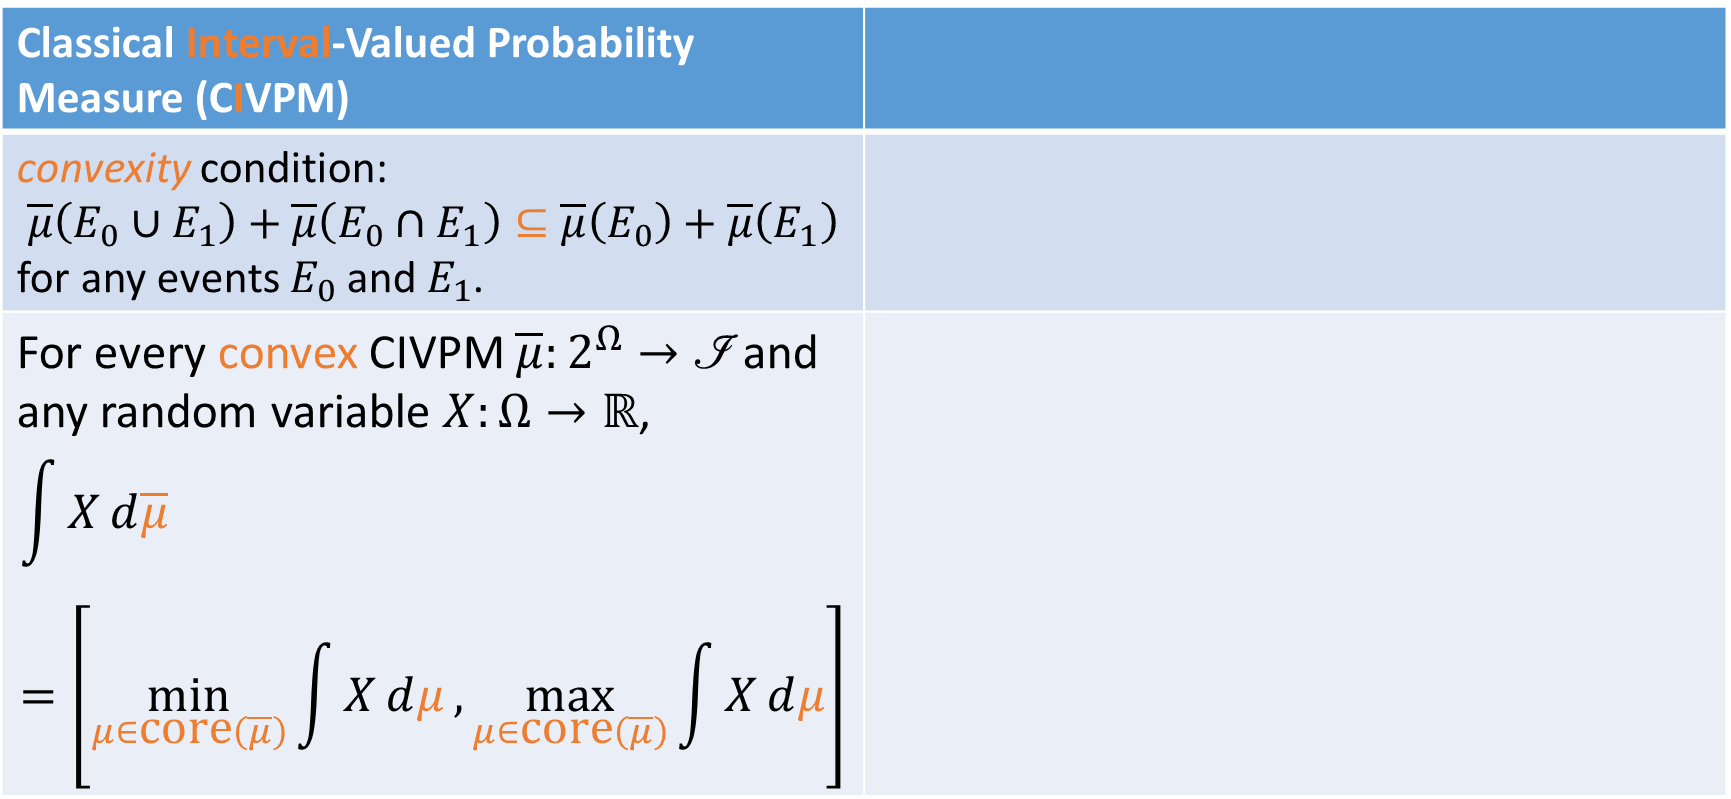 Classical Interval-Valued Probability
Measure (CIVPM)
convexity condition:
μ̅(E₀ ∪ E₁) + μ̅(E₀ ∩ E₁) ⊆ μ̅(E₀) + μ̅(E₁)
for any events E₀ and E₁.
For every convex CIVPM μ̅: 2^Ω → ℐ and
any random variable X: Ω → ℝ,
∫ X dμ̅
= [ min_{μ∈core(μ̅)} ∫ X dμ , max_{μ∈core(μ̅)} ∫ X dμ ]